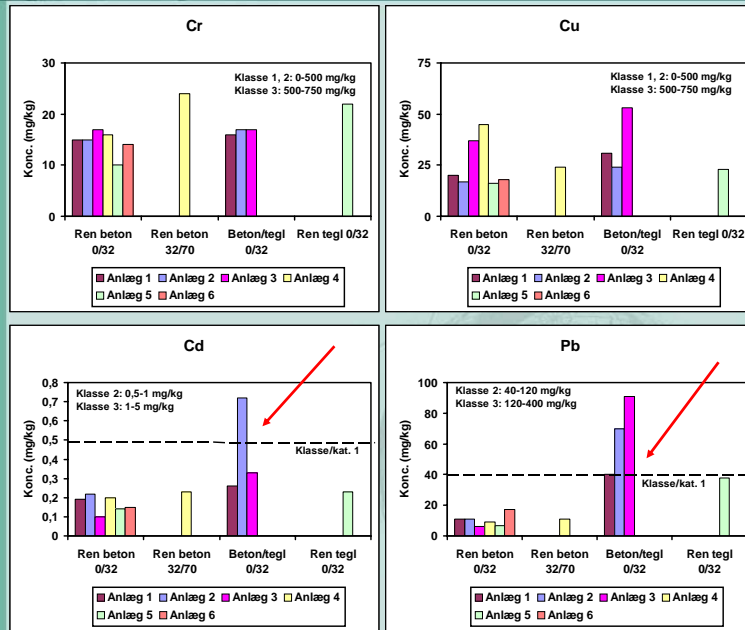 Cr
Konc. (mg/kg)
30
20
10
0
Klasse 1, 2: 0-500 mg/kg
Klasse 3: 500-750 mg/kg
Ren beton 0/32
Ren beton 32/70
Beton/tegl 0/32
Ren tegl 0/32
Anlæg 1 Anlæg 2 Anlæg 3 Anlæg 4
Anlæg 5 Anlæg 6
Cu
Konc. (mg/kg)
75
50
25
0
Klasse 1, 2: 0-500 mg/kg
Klasse 3: 500-750 mg/kg
Ren beton 0/32
Ren beton 32/70
Beton/tegl 0/32
Ren tegl 0/32
Anlæg 1 Anlæg 2 Anlæg 3 Anlæg 4
Anlæg 5 Anlæg 6
Cd
Konc. (mg/kg)
0,8
0,7
0,6
0,5
0,4
0,3
0,2
0,1
0
Klasse 2: 0,5-1 mg/kg
Klasse 3: 1-5 mg/kg
Klasse/kat. 1
Ren beton 0/32
Ren beton 32/70
Beton/tegl 0/32
Ren tegl 0/32
Anlæg 1 Anlæg 2 Anlæg 3 Anlæg 4
Anlæg 5 Anlæg 6
Pb
Konc. (mg/kg)
100
80
60
40
20
0
Klasse 2: 40-120 mg/kg
Klasse 3: 120-400 mg/kg
Klasse/kat. 1
Ren beton 0/32
Ren beton 32/70
Beton/tegl 0/32
Ren tegl 0/32
Anlæg 1 Anlæg 2 Anlæg 3 Anlæg 4
Anlæg 5 Anlæg 6